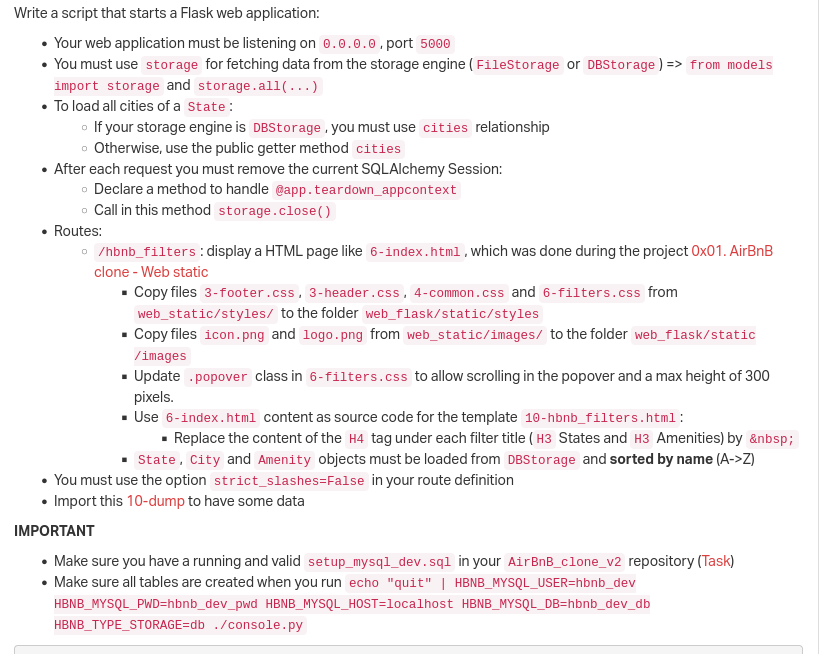 Write a script that starts a Flask web application:
• Your web application must be listening on 0.0.0.0, port 5000
• You must use storage for fetching data from the storage engine (FileStorage or DBStorage) => from models
import storage and storage.all(...)
• To load all cities of a State:
○ If your storage engine is DBStorage, you must use cities relationship
○ Otherwise, use the public getter method cities
• After each request you must remove the current SQLAlchemy Session:
○ Declare a method to handle @app.teardown_appcontext
○ Call in this method storage.close()
• Routes:
○ /hbnb_filters: display a HTML page like 6-index.html, which was done during the project 0x01. AirBnB
clone - Web static
▪ Copy files 3-footer.css, 3-header.css, 4-common.css and 6-filters.css from
web_static/styles/ to the folder web_flask/static/styles
▪ Copy files icon.png and logo.png from web_static/images/ to the folder web_flask/static
/images
▪ Update .popover class in 6-filters.css to allow scrolling in the popover and a max height of 300
pixels.
▪ Use 6-index.html content as source code for the template 10-hbnb_filters.html:
▪ Replace the content of the H4 tag under each filter title (H3 States and H3 Amenities) by &nbsp;
▪ State, City and Amenity objects must be loaded from DBStorage and sorted by name (A->Z)
• You must use the option strict_slashes=False in your route definition
• Import this 10-dump to have some data
IMPORTANT
• Make sure you have a running and valid setup_mysql_dev.sql in your AirBnB_clone_v2 repository (Task)
• Make sure all tables are created when you run echo "quit" | HBNB_MYSQL_USER=hbnb_dev
HBNB_MYSQL_PWD=hbnb_dev_pwd HBNB_MYSQL_HOST=localhost HBNB_MYSQL_DB=hbnb_dev_db
HBNB_TYPE_STORAGE=db ./console.py